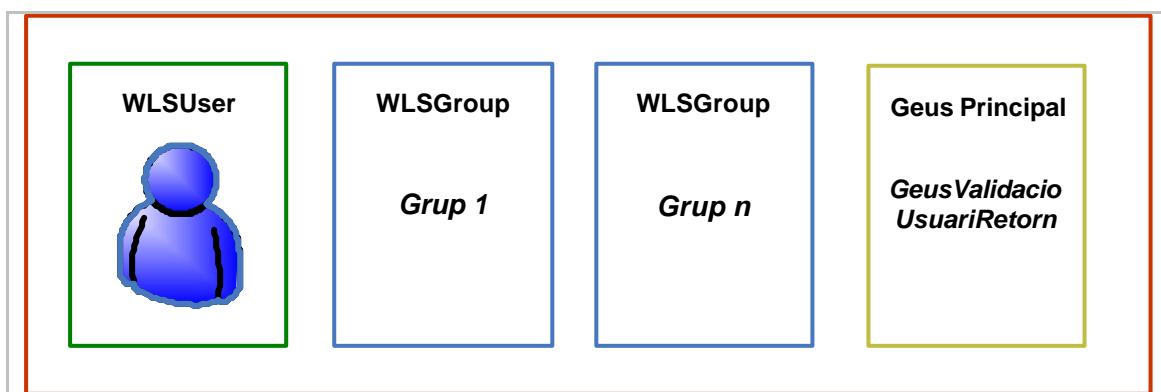 WLSUser
WLSGroup
Grup 1
WLSGroup
Grup n
Geus Principal
GeusValidacio
UsuariRetorn